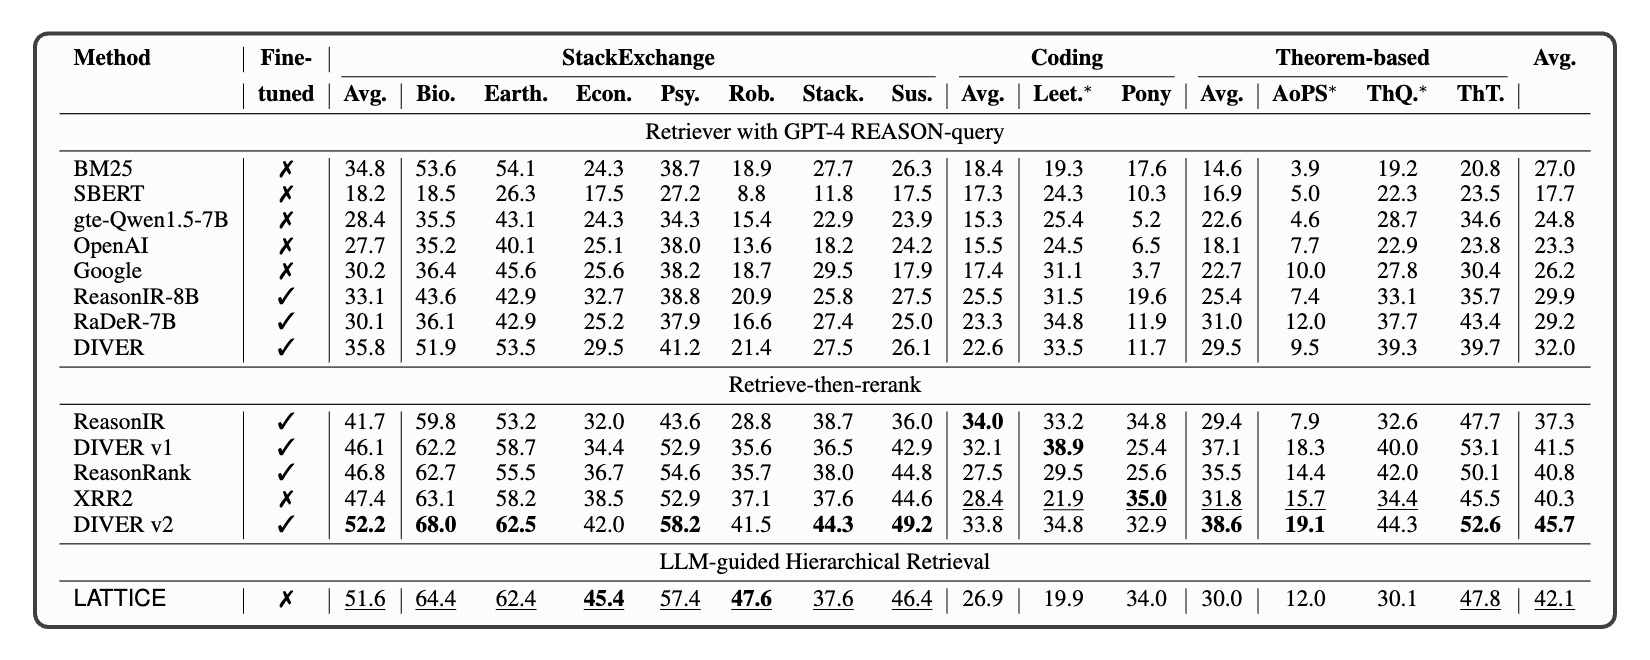 Method Fine- StackExchange Coding Theorem-based Avg.
tuned Avg. Bio. Earth. Econ. Psy. Rob. Stack. Sus. Avg. Leet.* Pony Avg. AoPS* ThQ.* ThT.
Retriever with GPT-4 REASON-query
BM25 ✗ 34.8 53.6 54.1 24.3 38.7 18.9 27.7 26.3 18.4 19.3 17.6 14.6 3.9 19.2 20.8 27.0
SBERT ✗ 18.2 18.5 26.3 17.5 27.2 8.8 11.8 17.5 17.3 24.3 10.3 16.9 5.0 22.3 23.5 17.7
gte-Qwen1.5-7B ✗ 28.4 35.5 43.1 24.3 34.3 15.4 22.9 23.9 15.3 25.4 5.2 22.6 4.6 28.7 34.6 24.8
OpenAI ✗ 27.7 35.2 40.1 25.1 38.0 13.6 18.2 24.2 15.5 24.5 6.5 18.1 7.7 22.9 23.8 23.3
Google ✗ 30.2 36.4 45.6 25.6 38.2 18.7 29.5 17.9 17.4 31.1 3.7 22.7 10.0 27.8 30.4 26.2
ReasonIR-8B ✓ 33.1 43.6 42.9 32.7 38.8 20.9 25.8 27.5 25.5 31.5 19.6 25.4 7.4 33.1 35.7 29.9
RaDeR-7B ✓ 30.1 36.1 42.9 25.2 37.9 16.6 27.4 25.0 23.3 34.8 11.9 31.0 12.0 37.7 43.4 29.2
DIVER ✓ 35.8 51.9 53.5 29.5 41.2 21.4 27.5 26.1 22.6 33.5 11.7 29.5 9.5 39.3 39.7 32.0
Retrieve-then-rerank
ReasonIR ✓ 41.7 59.8 53.2 32.0 43.6 28.8 38.7 36.0 34.0 33.2 34.8 29.4 7.9 32.6 47.7 37.3
DIVER v1 ✓ 46.1 62.2 58.7 34.4 52.9 35.6 36.5 42.9 32.1 38.9 25.4 37.1 18.3 40.0 53.1 41.5
ReasonRank ✓ 46.8 62.7 55.5 36.7 54.6 35.7 38.0 44.8 27.5 29.5 25.6 35.5 14.4 42.0 50.1 40.8
XRR2 ✗ 47.4 63.1 58.2 38.5 52.9 37.1 37.6 44.6 28.4 21.9 35.0 31.8 15.7 34.4 45.5 40.3
DIVER v2 ✓ 52.2 68.0 62.5 42.0 58.2 41.5 44.3 49.2 33.8 34.8 32.9 38.6 19.1 44.3 52.6 45.7
LLM-guided Hierarchical Retrieval
LATTICE ✗ 51.6 64.4 62.4 45.4 57.4 47.6 37.6 46.4 26.9 19.9 34.0 30.0 12.0 30.1 47.8 42.1